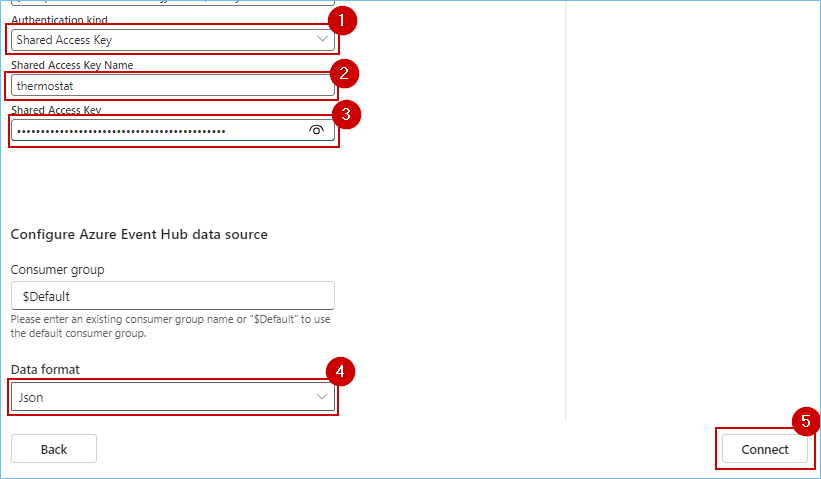 Authentication kind
1
Shared Access Key
Shared Access Key Name
2
thermostat
Shared Access Key
3
••••••••••••••••••••••••••••••••••••••••••••
Configure Azure Event Hub data source
Consumer group
$Default
Please enter an existing consumer group name or "$Default" to use
the default consumer group.
Data format
4
Json
5
Back
Connect